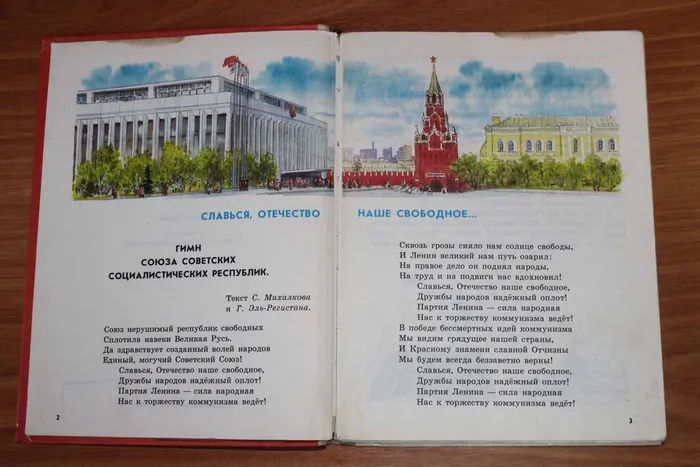 СЛАВЬСЯ, ОТЕЧЕСТВО НАШЕ СВОБОДНОЕ...
ГИМН
СОЮЗА СОВЕТСКИХ
СОЦИАЛИСТИЧЕСКИХ РЕСПУБЛИК.
Текст С. Михалкова
и Г. Эль-Регистана.
Союз нерушимый республик свободных
Сплотила навеки Великая Русь.
Да здравствует созданный волей народов
Единый, могучий Советский Союз!
Славься, Отечество наше свободное,
Дружбы народов надёжный оплот!
Партия Ленина — сила народная
Нас к торжеству коммунизма ведёт!
2
Сквозь грозы сияло нам солнце свободы,
И Ленин великий нам путь озарил:
На правое дело он поднял народы,
На труд и на подвиги нас вдохновил!
Славься, Отечество наше свободное,
Дружбы народов надёжный оплот!
Партия Ленина — сила народная
Нас к торжеству коммунизма ведёт!
В победе бессмертных идей коммунизма
Мы видим грядущее нашей страны,
И Красному знамени славной Отчизны
Мы будем всегда беззаветно верны!
Славься, Отечество наше свободное,
Дружбы народов надёжный оплот!
Партия Ленина — сила народная
Нас к торжеству коммунизма ведёт!
3